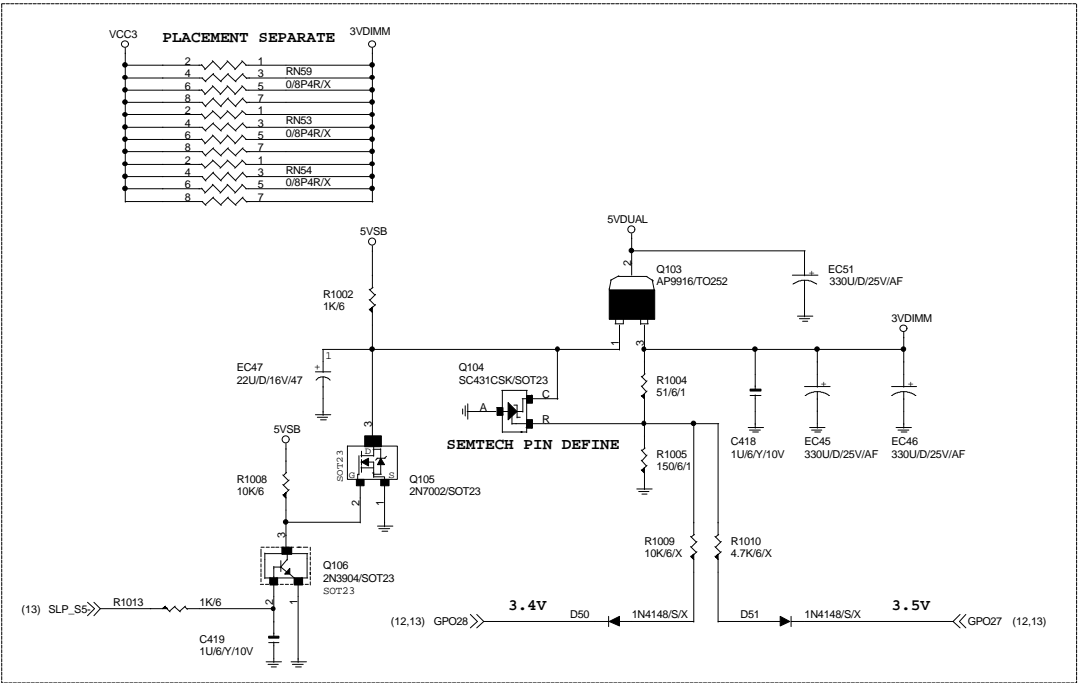 VCC3
PLACEMENT SEPARATE
3VDIMM
2 1
4 3 RN59
6 5 0/8P4R/X
8 7
2 1
4 3 RN53
6 5 0/8P4R/X
8 7
2 1
4 3 RN54
6 5 0/8P4R/X
8 7
5VSB
5VDUAL
R1002
1K/6
2
Q103
AP9916/TO252
EC51
330U/D/25V/AF
+
3VDIMM
1
3
EC47
22U/D/16V/47
+
1
Q104
SC431CSK/SOT23
A
C
R
SEMTECH PIN DEFINE
R1004
51/6/1
R1005
150/6/1
C418
1U/6/Y/10V
+
EC45
330U/D/25V/AF
+
EC46
330U/D/25V/AF
5VSB
R1008
10K/6
3
SOT23
D
G
S
Q105
2N7002/SOT23
2
1
3
Q106
2N3904/SOT23
SOT23
2
1
R1009
10K/6/X
R1010
4.7K/6/X
(13) SLP_S5
R1013
1K/6
C419
1U/6/Y/10V
3.4V
(12,13) GPO28
D50
1N4148/S/X
D51
1N4148/S/X
3.5V
GPO27 (12,13)